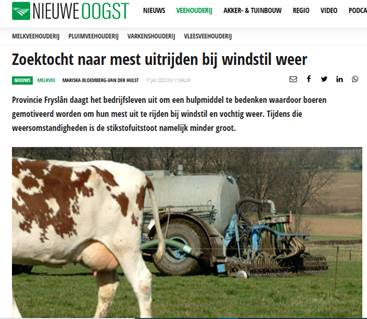 NIEUWE OOGST
NIEUWS VEEHOUDERIJ AKKER- & TUINBOUW REGIO VIDEO PODCA
MELKVEEHOUDERIJ PLUIMVEEHOUDERIJ VARKENSHOUDERIJ VLEESVEEHOUDERIJ
Zoektocht naar mest uitrijden bij windstil weer
NIEUWS MELKVEE MARISKA BLOEMBERG-VAN DER HULST
Provincie Fryslân daagt het bedrijfsleven uit om een hulpmiddel te bedenken waardoor boeren
gemotiveerd worden om hun mest uit te rijden bij windstil en vochtig weer. Tijdens die
weersomstandigheden is de stikstofuitstoot namelijk minder groot.